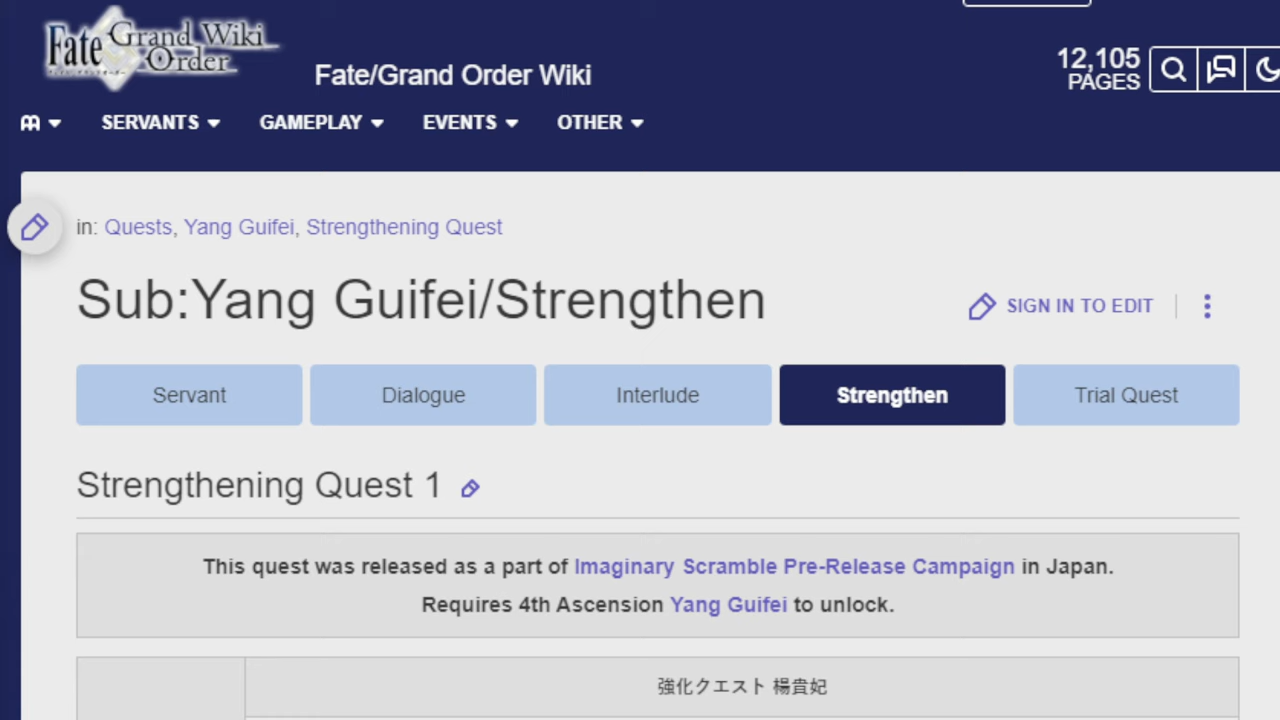 Fate Grand Wiki
Order
Fate/Grand Order Wiki
12,105
PAGES
SERVANTS
GAMEPLAY
EVENTS
OTHER
in: Quests, Yang Guifei, Strengthening Quest
Sub:Yang Guifei/Strengthen
SIGN IN TO EDIT
Servant
Dialogue
Interlude
Strengthen
Trial Quest
Strengthening Quest 1
This quest was released as a part of Imaginary Scramble Pre-Release Campaign in Japan.
Requires 4th Ascension Yang Guifei to unlock.
強化クエスト 楊貴妃